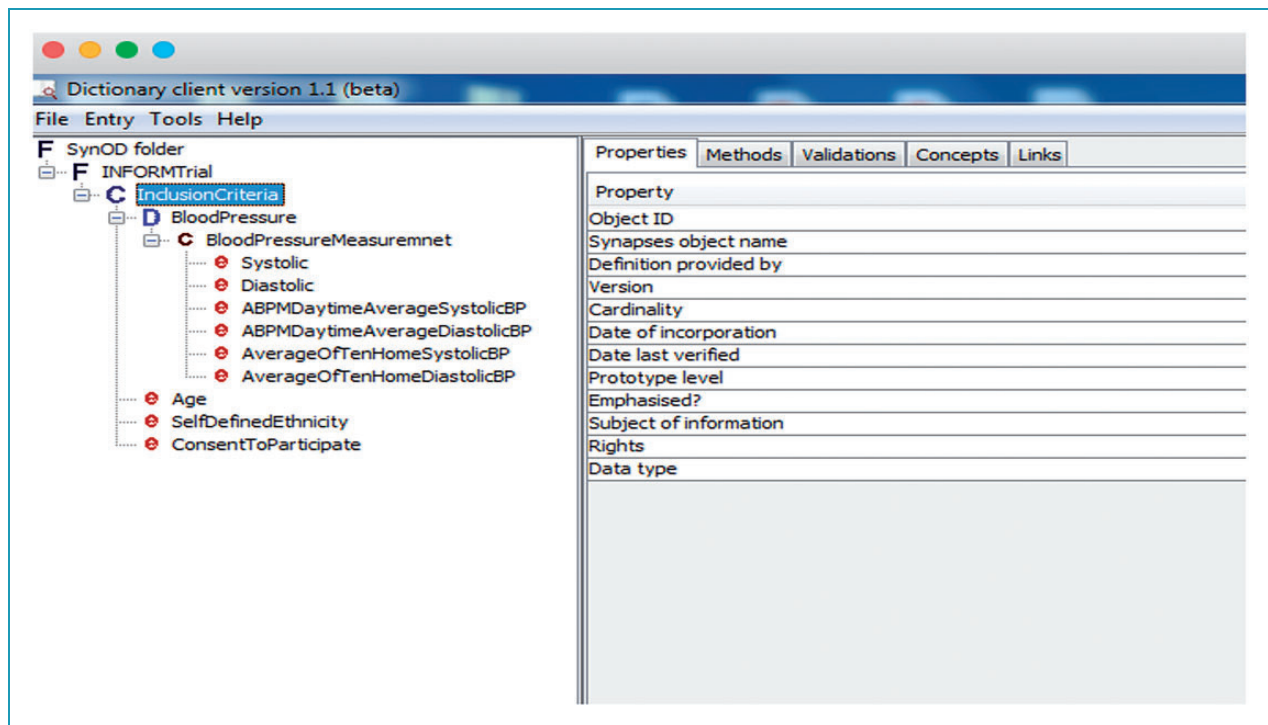 Dictionary client version 1.1 (beta)
File Entry Tools Help
F SynOD folder
F INFORMTrial
C InclusionCriteria
D BloodPressure
C BloodPressureMeasuremnet
e Systolic
e Diastolic
e ABPMDaytimeAverageSystolicBP
e ABPMDaytimeAverageDiastolicBP
e AverageOfTenHomeSystolicBP
e AverageOfTenHomeDiastolicBP
e Age
e SelfDefinedEthnicity
e ConsentToParticipate
Properties Methods Validations Concepts Links
Property
Object ID
Synapses object name
Definition provided by
Version
Cardinality
Date of incorporation
Date last verified
Prototype level
Emphasised?
Subject of information
Rights
Data type